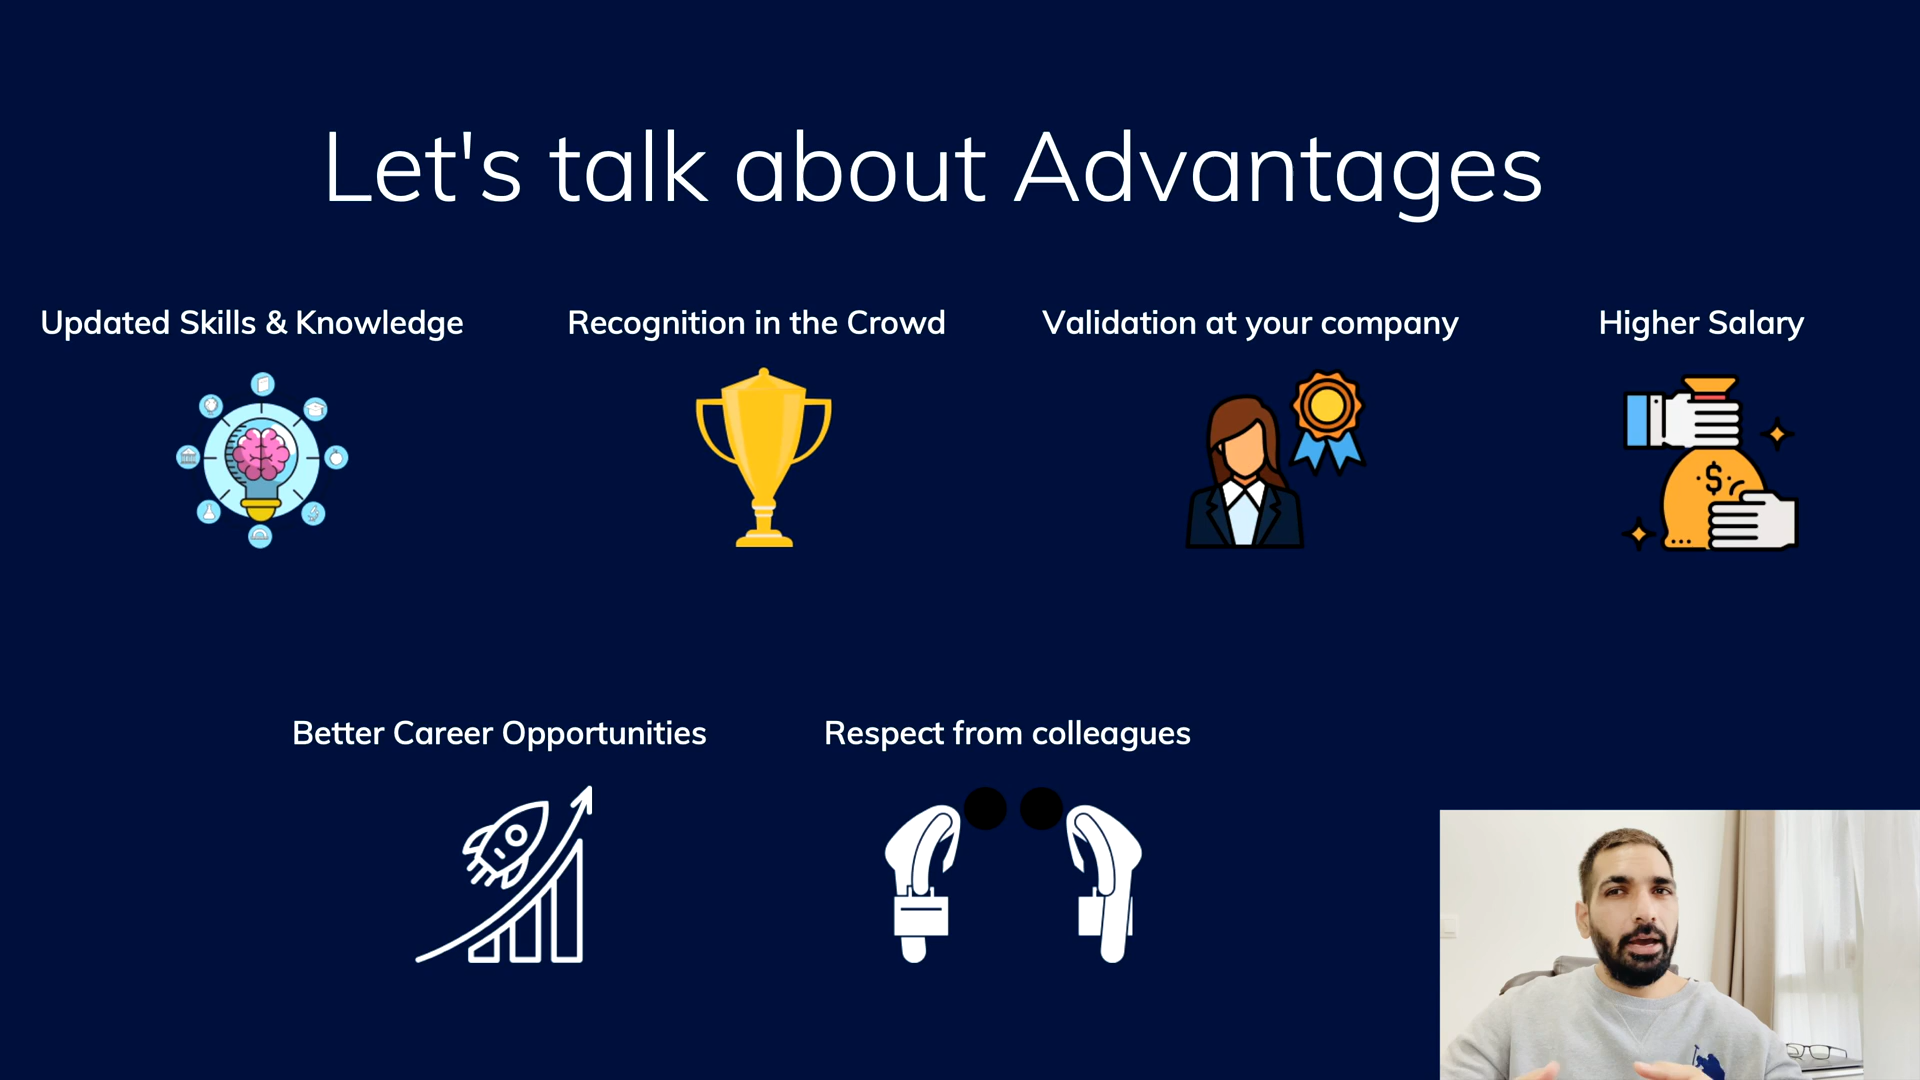 Let's talk about Advantages
Updated Skills & Knowledge
Recognition in the Crowd
Validation at your company
Higher Salary
$
Better Career Opportunities
Respect from colleagues